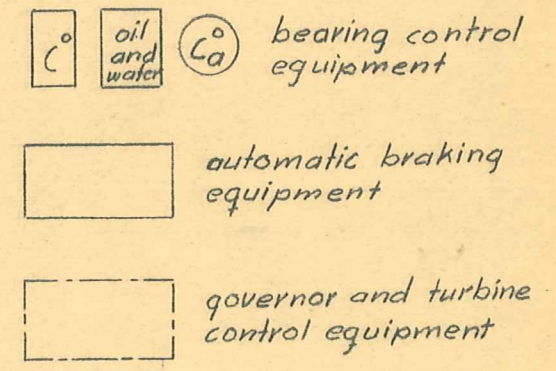 C° oil and water C°a bearing control
equipment
automatic braking
equipment
governor and turbine
control equipment